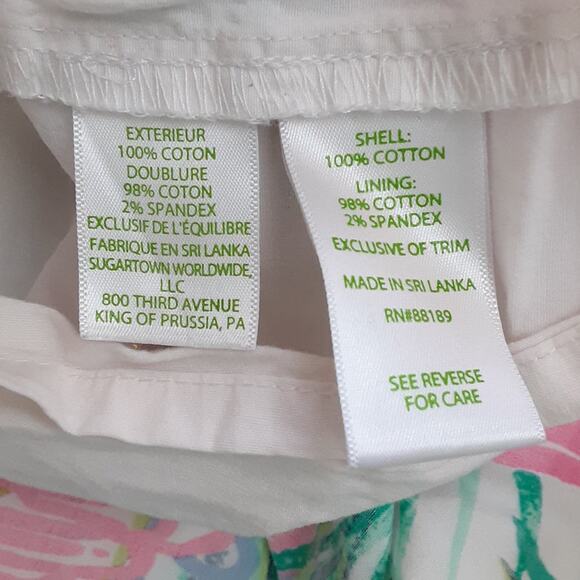 EXTERIEUR
100% COTON
DOUBLURE
98% COTON
2% SPANDEX
EXCLUSIF DE L'ÉQUILIBRE
FABRIQUE EN SRI LANKA
SUGARTOWN WORLDWIDE,
LLC
800 THIRD AVENUE
KING OF PRUSSIA, PA
SHELL:
100% COTTON
LINING:
98% COTTON
2% SPANDEX
EXCLUSIVE OF TRIM
MADE IN SRI LANKA
RN#88189
SEE REVERSE
FOR CARE